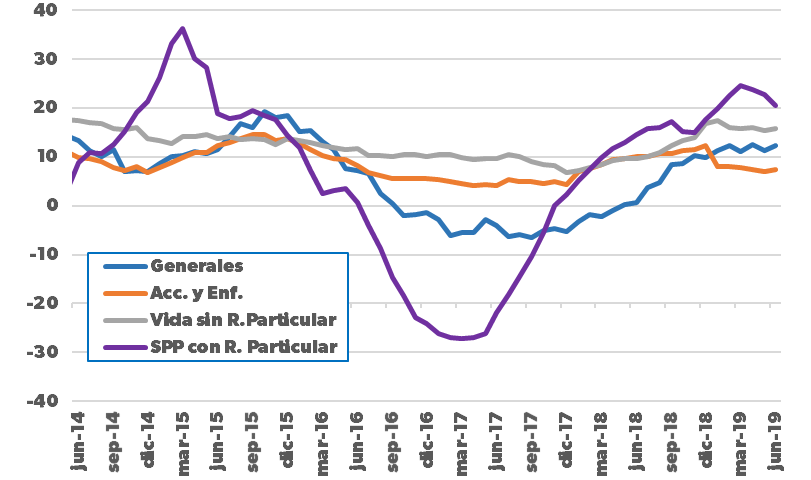 40
30
20
10
0
-10
-20
-30
-40
Generales
Acc. y Enf.
Vida sin R.Particular
SPP con R. Particular
jun-14
sep-14
dic-14
mar-15
jun-15
sep-15
dic-15
mar-16
jun-16
sep-16
dic-16
mar-17
jun-17
sep-17
dic-17
mar-18
jun-18
sep-18
dic-18
mar-19
jun-19